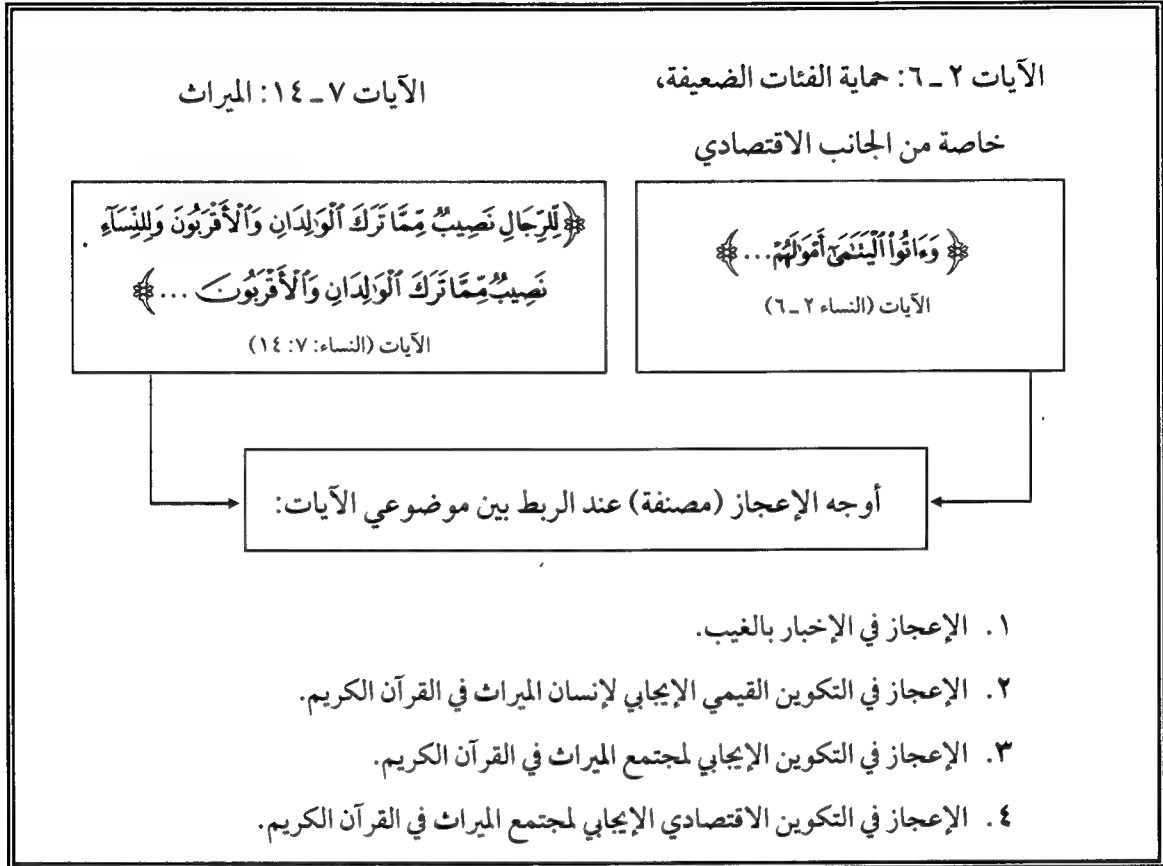 الآيات ٢ ـ ٦: حماية الفئات الضعيفة،
خاصة من الجانب الاقتصادي
﴿وَءَاتُوا۟ ٱلْيَتَـٰمَىٰٓ أَمْوَٰلَهُمْ...﴾
الآيات (النساء ٢ ـ ٦)
الآيات ٧ ـ ١٤: الميراث
﴿لِّلرِّجَالِ نَصِيبٌ مِّمَّا تَرَكَ ٱلْوَٰلِدَانِ وَٱلْأَقْرَبُونَ وَلِلنِّسَآءِ
نَصِيبٌ مِّمَّا تَرَكَ ٱلْوَٰلِدَانِ وَٱلْأَقْرَبُونَ ...﴾
الآيات (النساء: ٧: ١٤)
أوجه الإعجاز (مصنفة) عند الربط بين موضوعي الآيات:
١. الإعجاز في الإخبار بالغيب.
٢. الإعجاز في التكوين القيمي الإيجابي لإنسان الميراث في القرآن الكريم.
٣. الإعجاز في التكوين الإيجابي لمجتمع الميراث في القرآن الكريم.
٤. الإعجاز في التكوين الاقتصادي الإيجابي لمجتمع الميراث في القرآن الكريم.